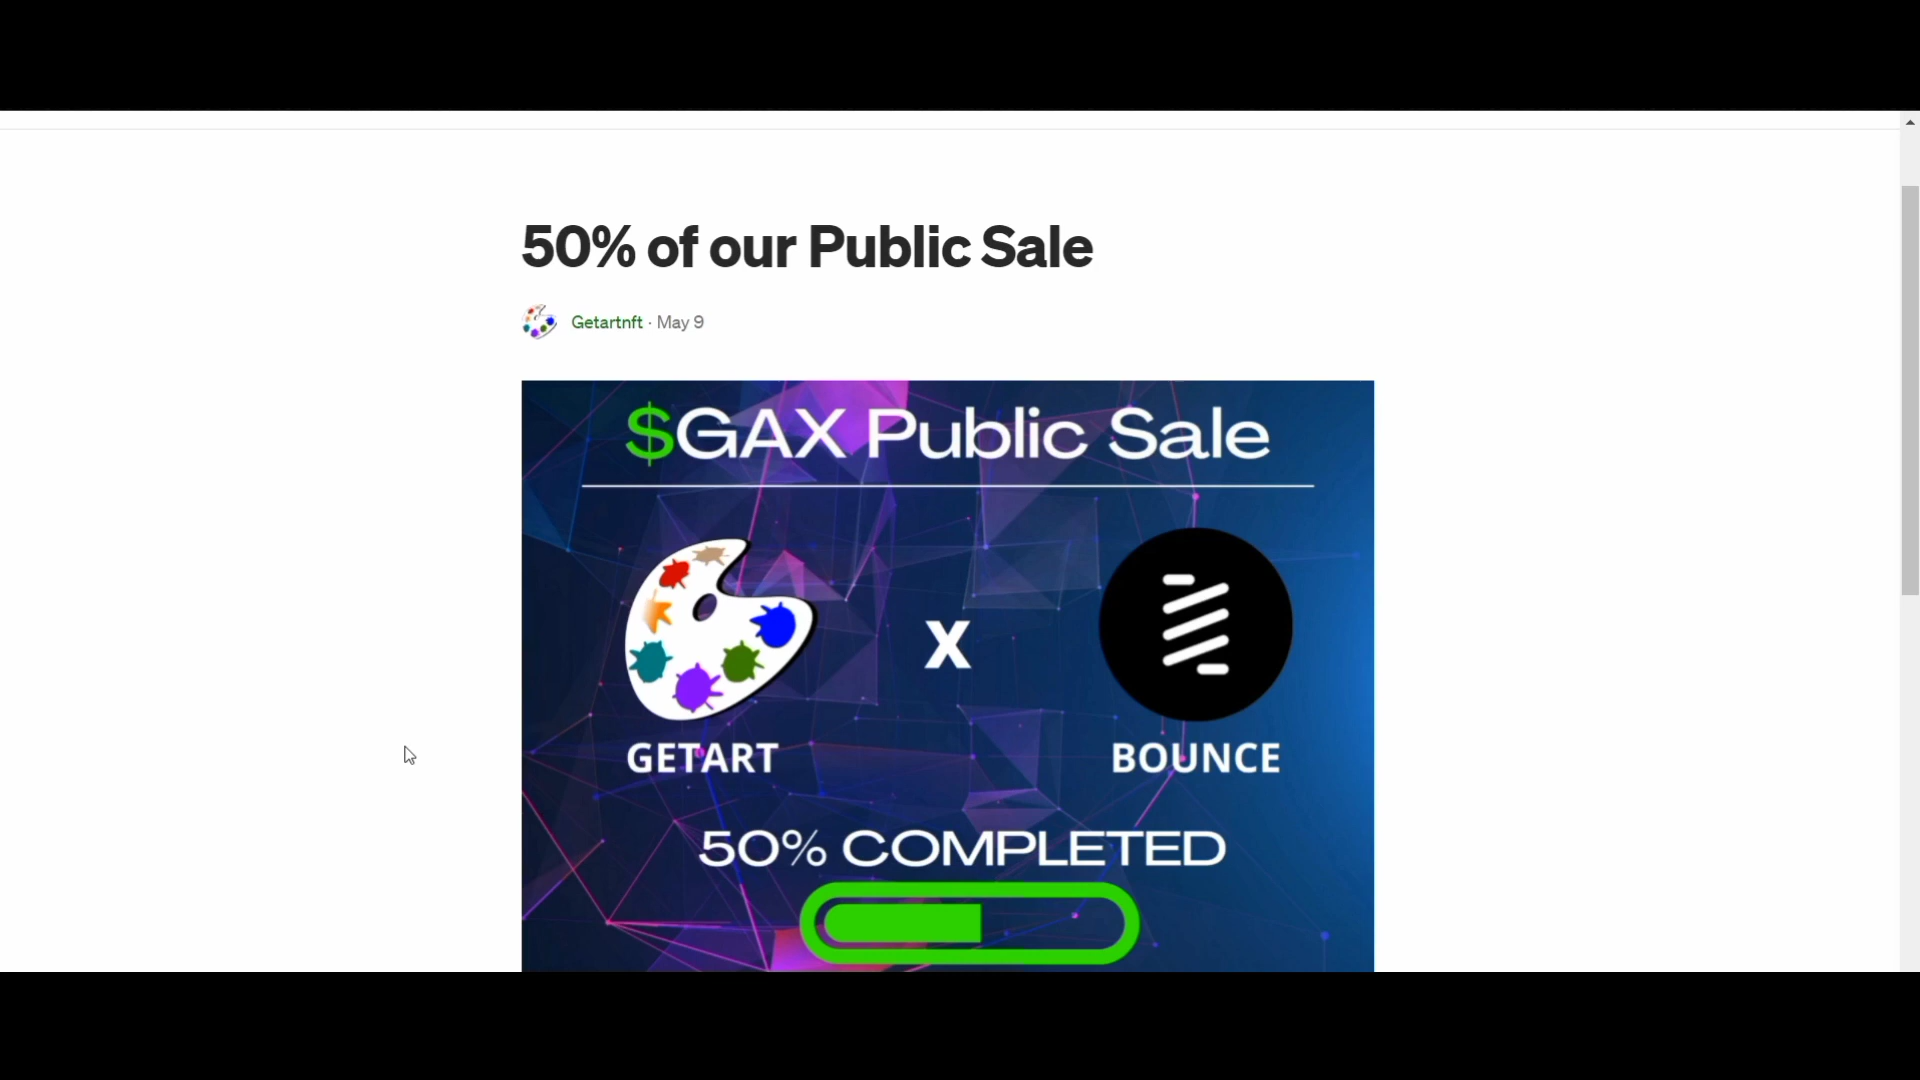 50% of our Public Sale
Getartnft · May 9
$GAX Public Sale
X
GETART
BOUNCE
50% COMPLETED